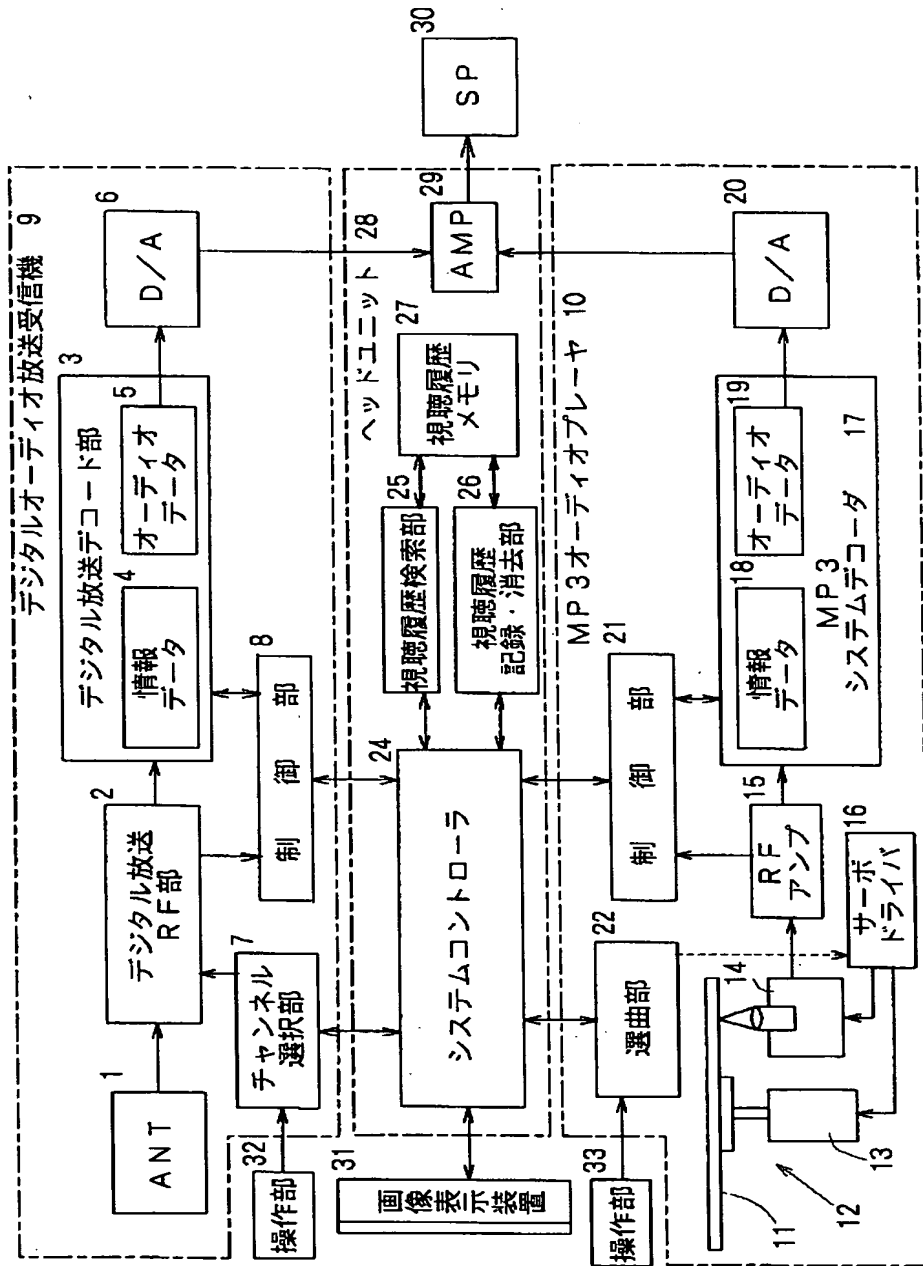 デジタルオーディオ放送受信機 9
ANT
1
デジタル放送
RF部
2
デジタル放送デコード部
3
情報
データ
4
オーディオ
データ
5
D/A
6
チャンネル
選択部
7
制御部
8
操作部
32
ヘッドユニット 28
画像表示装置
31
システムコントローラ
24
視聴履歴検索部
25
視聴履歴
記録・消去部
26
視聴履歴
メモリ
27
AMP
29
SP
30
MP3オーディオプレーヤ 10
操作部
33
選曲部
22
制御部
21
11
12
13
14
RF
アンプ
15
サーボ
ドライバ
16
情報
データ
18
オーディオ
データ
19
MP3
システムデコーダ 17
D/A
20